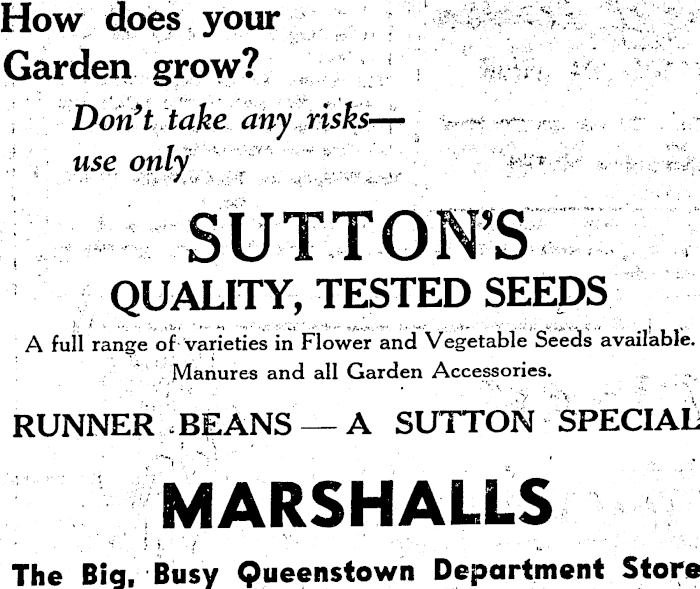 How does your
Garden grow?
Don't take any risks—
use only
SUTTON'S
QUALITY, TESTED SEEDS
A full range of varieties in Flower and Vegetable Seeds available.
Manures and all Garden Accessories.
RUNNER BEANS — A SUTTON SPECIAL
MARSHALLS
The Big, Busy Queenstown Department Store